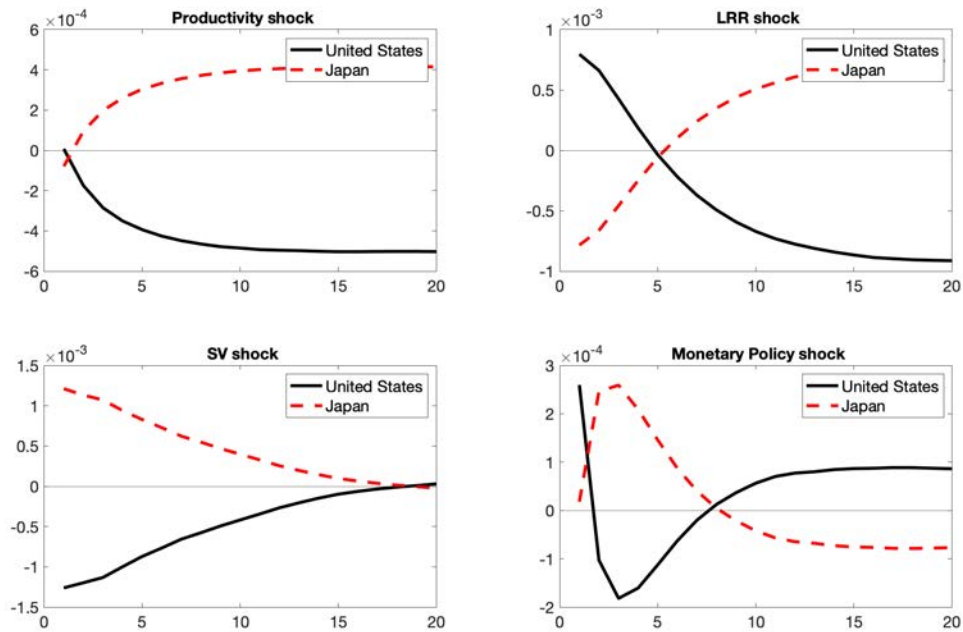 Productivity shock
×10⁻⁴
6
4
2
0
-2
-4
-6
0 5 10 15 20
United States
Japan
LRR shock
×10⁻³
1
0.5
0
-0.5
-1
0 5 10 15 20
United States
Japan
SV shock
×10⁻³
1.5
1
0.5
0
-0.5
-1
-1.5
0 5 10 15 20
United States
Japan
Monetary Policy shock
×10⁻⁴
3
2
1
0
-1
-2
0 5 10 15 20
United States
Japan